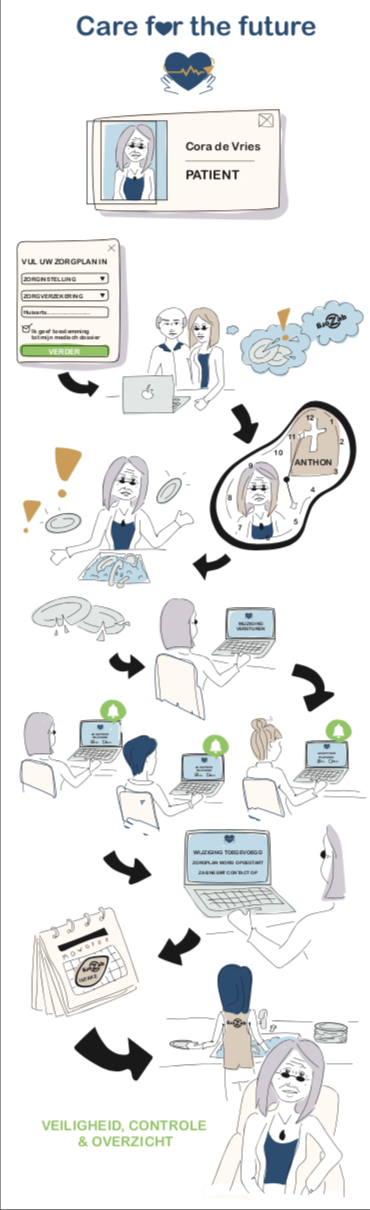 Care for the future
Cora de Vries
PATIENT
VUL UW ZORGPLAN IN
ZORGINSTELLING
ZORGVERZEKERING
Huisarts
Ik geef toestemming
tot mijn medisch dossier
VERDER
12
1
2
3
4
5
7
8
9
10
11
ANTHON
WIJZIGING
VERSTUREN
WIJZIGING TOEGEVOEGD
ZORGPLAN WORD OPGESTART
ZA GNEEMT CONTACT OP
VEILIGHEID, CONTROLE
& OVERZICHT